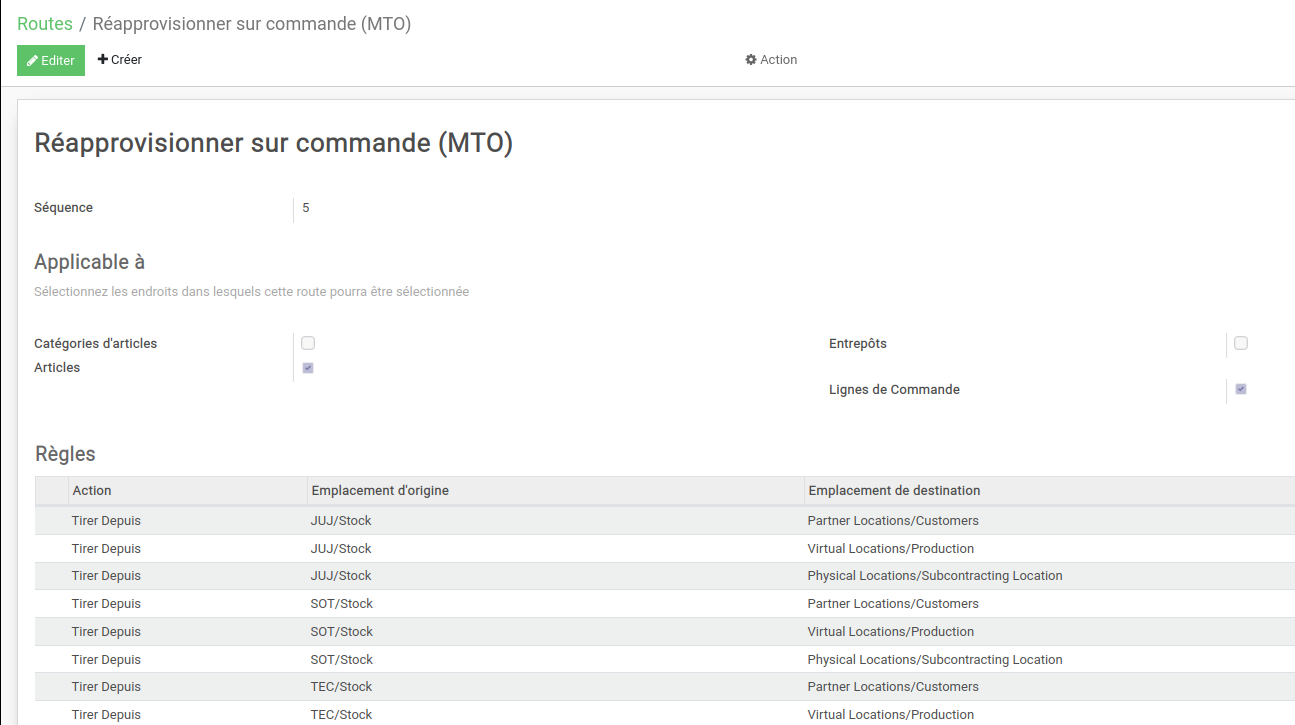 Routes / Réapprovisionner sur commande (MTO)
Editer Créer Action
Réapprovisionner sur commande (MTO)
Séquence 5
Applicable à
Sélectionnez les endroits dans lesquels cette route pourra être sélectionnée
Catégories d'articles Entrepôts
Articles
Lignes de Commande
Règles
Action Emplacement d'origine Emplacement de destination
Tirer Depuis JUJ/Stock Partner Locations/Customers
Tirer Depuis JUJ/Stock Virtual Locations/Production
Tirer Depuis JUJ/Stock Physical Locations/Subcontracting Location
Tirer Depuis SOT/Stock Partner Locations/Customers
Tirer Depuis SOT/Stock Virtual Locations/Production
Tirer Depuis SOT/Stock Physical Locations/Subcontracting Location
Tirer Depuis TEC/Stock Partner Locations/Customers
Tirer Depuis TEC/Stock Virtual Locations/Production